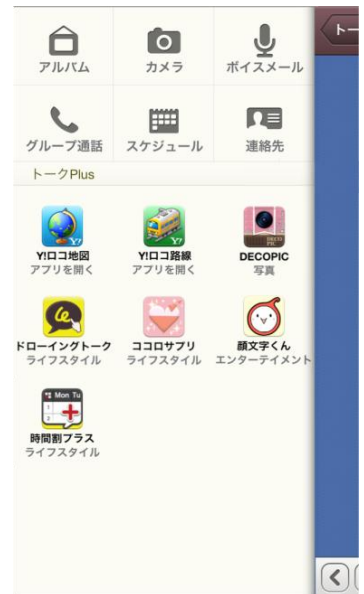 アルバム
カメラ
ボイスメール
グループ通話
スケジュール
連絡先
トークPlus
Y!ロコ地図
アプリを開く
Y!ロコ路線
アプリを開く
DECOPIC
写真
ドローイングトーク
ライフスタイル
ココロサプリ
ライフスタイル
顔文字くん
エンターテイメント
時間割プラス
ライフスタイル
トー